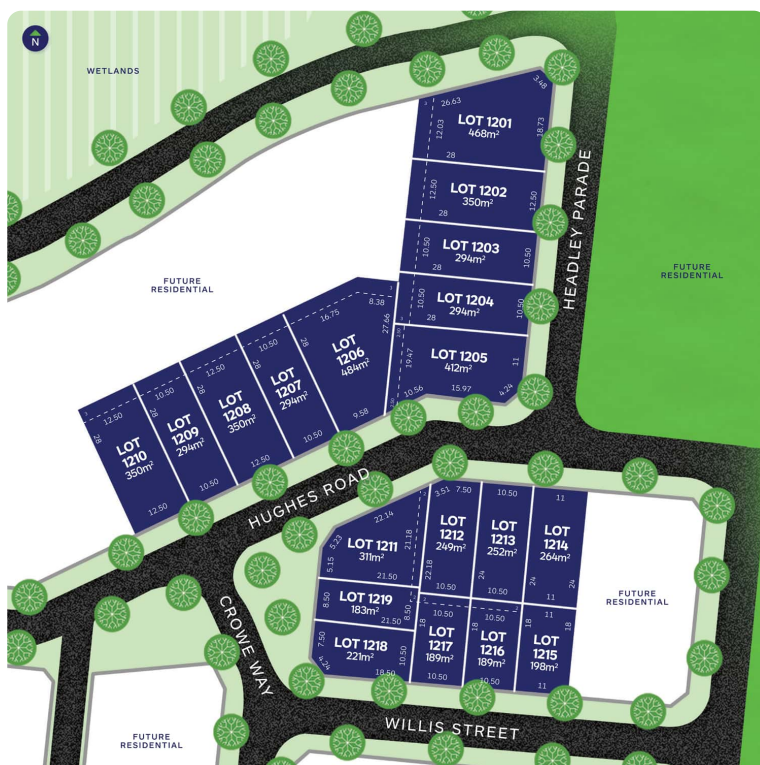 N
WETLANDS
FUTURE
RESIDENTIAL
FUTURE
RESIDENTIAL
HEADLEY PARADE
3.48
26.63
12.03
18.73
LOT 1201
468m²
28
12.50
LOT 1202
350m²
12.50
28
10.50
LOT 1203
294m²
10.50
28
10.50
LOT 1204
294m²
10.50
28
19.47
LOT 1205
412m²
11
10.56
15.97
4.24
8.38
16.75
27.66
28
LOT
1206
484m²
9.58
10.50
28
LOT
1207
294m²
10.50
12.50
28
LOT
1208
350m²
12.50
10.50
28
LOT
1209
294m²
10.50
12.50
28
LOT
1210
350m²
12.50
HUGHES ROAD
22.14
5.23
5.15
LOT 1211
311m²
21.18
21.50
3.51
7.50
LOT
1212
249m²
22.18
10.50
10.50
LOT
1213
252m²
24
10.50
11
LOT
1214
264m²
24
24
11
8.50
LOT 1219
183m²
8.50
21.50
7.50
LOT 1218
221m²
10.50
4.24
18.50
10.50
18
LOT
1217
189m²
10.50
10.50
18
LOT
1216
189m²
10.50
11
18
LOT
1215
198m²
18
11
FUTURE
RESIDENTIAL
CROWE WAY
WILLIS STREET
FUTURE
RESIDENTIAL